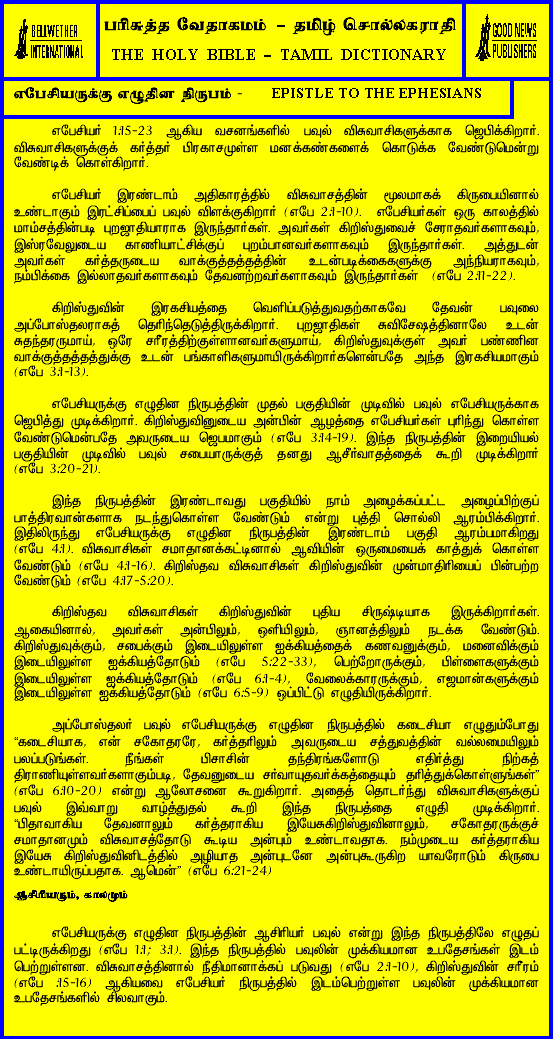 BELLWETHER
INTERNATIONAL
பரிசுத்த வேதாகமம் – தமிழ் சொல்லகராதி
THE HOLY BIBLE – TAMIL DICTIONARY
GOOD NEWS
PUBLISHERS
எபேசியருக்கு எழுதின நிருபம் - EPISTLE TO THE EPHESIANS
எபேசியர் 1:15-23 ஆகிய வசனங்களில் பவுல் விசுவாசிகளுக்காக ஜெபிக்கிறார்.
விசுவாசிகளுக்குக் கர்த்தர் பிரகாசமுள்ள மனக்கண்களைக் கொடுக்க வேண்டுமென்று
வேண்டிக் கொள்கிறார்.
எபேசியர் இரண்டாம் அதிகாரத்தில் விசுவாசத்தின் மூலமாகக் கிருபையினால்
உண்டாகும் இரட்சிப்பைப் பவுல் விளக்குகிறார் (எபே 2:1-10). எபேசியர்கள் ஒரு காலத்தில்
மாம்சத்தின்படி புறஜாதியாராக இருந்தார்கள். அவர்கள் கிறிஸ்துவைச் சேராதவர்களாகவும்,
இஸ்ரவேலுடைய காணியாட்சிக்குப் புறம்பானவர்களாகவும் இருந்தார்கள். அத்துடன்
அவர்கள் கர்த்தருடைய வாக்குத்தத்தத்தின் உடன்படிக்கைகளுக்கு அந்நியராகவும்,
நம்பிக்கை இல்லாதவர்களாகவும் தேவனற்றவர்களாகவும் இருந்தார்கள் (எபே 2:11-22).
கிறிஸ்துவின் இரகசியத்தை வெளிப்படுத்துவதற்காகவே தேவன் பவுலை
அப்போஸ்தலராகத் தெரிந்தெடுத்திருக்கிறார். புறஜாதிகள் சுவிசேஷத்தினாலே உடன்
சுதந்தரருமாய், ஒரே சரீரத்திற்குள்ளானவர்களுமாய், கிறிஸ்துவுக்குள் அவர் பண்ணின
வாக்குத்தத்தத்துக்கு உடன் பங்காளிகளுமாயிருக்கிறார்களென்பதே அந்த இரகசியமாகும்
(எபே 3:1-13).
எபேசியருக்கு எழுதின நிருபத்தின் முதல் பகுதியின் முடிவில் பவுல் எபேசியருக்காக
ஜெபித்து முடிக்கிறார். கிறிஸ்துவினுடைய அன்பின் ஆழத்தை எபேசியர்கள் புரிந்து கொள்ள
வேண்டுமென்பதே அவருடைய ஜெபமாகும் (எபே 3:14-19). இந்த நிருபத்தின் இறையியல்
பகுதியின் முடிவில் பவுல் சபையாருக்குத் தனது ஆசீர்வாதத்தைக் கூறி முடிக்கிறார்
(எபே 3:20-21).
இந்த நிருபத்தின் இரண்டாவது பகுதியில் நாம் அழைக்கப்பட்ட அழைப்பிற்குப்
பாத்திரவான்களாக நடந்துகொள்ள வேண்டும் என்று புத்தி சொல்லி ஆரம்பிக்கிறார்.
இதிலிருந்து எபேசியருக்கு எழுதின நிருபத்தின் இரண்டாம் பகுதி ஆரம்பமாகிறது
(எபே 4:1). விசுவாசிகள் சமாதானக்கட்டினால் ஆவியின் ஒருமையைக் காத்துக் கொள்ள
வேண்டும் (எபே 4:1-16). கிறிஸ்தவ விசுவாசிகள் கிறிஸ்துவின் முன்மாதிரியைப் பின்பற்ற
வேண்டும் (எபே 4:17-5:20).
கிறிஸ்தவ விசுவாசிகள் கிறிஸ்துவின் புதிய சிருஷ்டியாக இருக்கிறார்கள்.
ஆகையினால், அவர்கள் அன்பிலும், ஒளியிலும், ஞானத்திலும் நடக்க வேண்டும்.
கிறிஸ்துவுக்கும், சபைக்கும் இடையிலுள்ள ஐக்கியத்தைக் கணவனுக்கும், மனைவிக்கும்
இடையிலுள்ள ஐக்கியத்தோடும் (எபே 5:22-33), பெற்றோருக்கும், பிள்ளைகளுக்கும்
இடையிலுள்ள ஐக்கியத்தோடும் (எபே 6:1-4), வேலைக்காரருக்கும், எஜமான்களுக்கும்
இடையிலுள்ள ஐக்கியத்தோடும் (எபே 6:5-9) ஒப்பிட்டு எழுதியிருக்கிறார்.
அப்போஸ்தலர் பவுல் எபேசியருக்கு எழுதின நிருபத்தில் கடைசியா எழுதும்போது
“கடைசியாக, என் சகோதரரே, கர்த்தரிலும் அவருடைய சத்துவத்தின் வல்லமையிலும்
பலப்படுங்கள். நீங்கள் பிசாசின் தந்திரங்களோடு எதிர்த்து நிற்கத்
திராணியுள்ளவர்களாகும்படி, தேவனுடைய சர்வாயுதவர்க்கத்தையும் தரித்துக்கொள்ளுங்கள்”
(எபே 6:10-20) என்று ஆலோசனை கூறுகிறார். அதைத் தொடர்ந்து விசுவாசிகளுக்குப்
பவுல் இவ்வாறு வாழ்த்துதல் கூறி இந்த நிருபத்தை எழுதி முடிக்கிறார்.
“பிதாவாகிய தேவனாலும் கர்த்தராகிய இயேசுகிறிஸ்துவினாலும், சகோதரருக்குச்
சமாதானமும் விசுவாசத்தோடு கூடிய அன்பும் உண்டாவதாக. நம்முடைய கர்த்தராகிய
இயேசு கிறிஸ்துவினிடத்தில் அழியாத அன்புடனே அன்புகூருகிற யாவரோடும் கிருபை
உண்டாயிருப்பதாக. ஆமென்” (எபே 6:21-24)
ஆசிரியரும், காலமும்
எபேசியருக்கு எழுதின நிருபத்தின் ஆசிரியர் பவுல் என்று இந்த நிருபத்திலே எழுதப்
பட்டிருக்கிறது (எபே 1:1; 3:1). இந்த நிருபத்தில் பவுலின் முக்கியமான உபதேசங்கள் இடம்
பெற்றுள்ளன. விசுவாசத்தினால் நீதிமானாக்கப் படுவது (எபே 2:1-10), கிறிஸ்துவின் சரீரம்
(எபே :15-16) ஆகியவை எபேசியர் நிருபத்தில் இடம்பெற்றுள்ள பவுலின் முக்கியமான
உபதேசங்களில் சிலவாகும்.